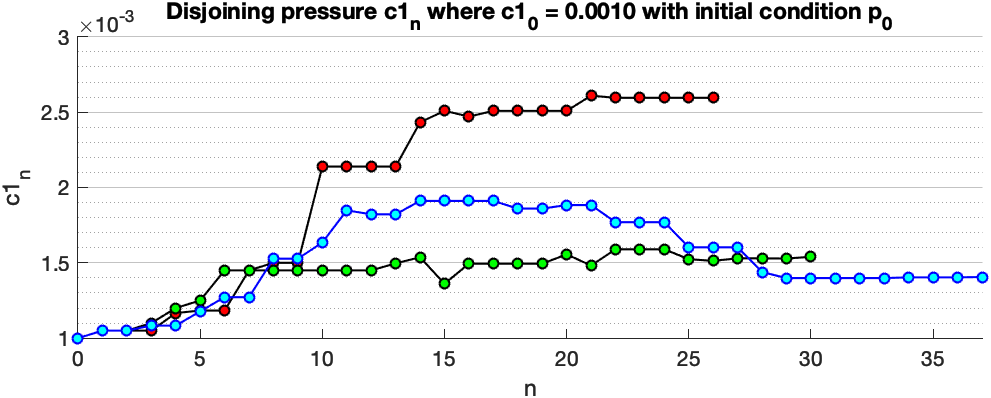 Disjoining pressure c1n where c10 = 0.0010 with initial condition p0
×10-3
3
2.5
2
1.5
1
c1n
0 5 10 15 20 25 30 35
n